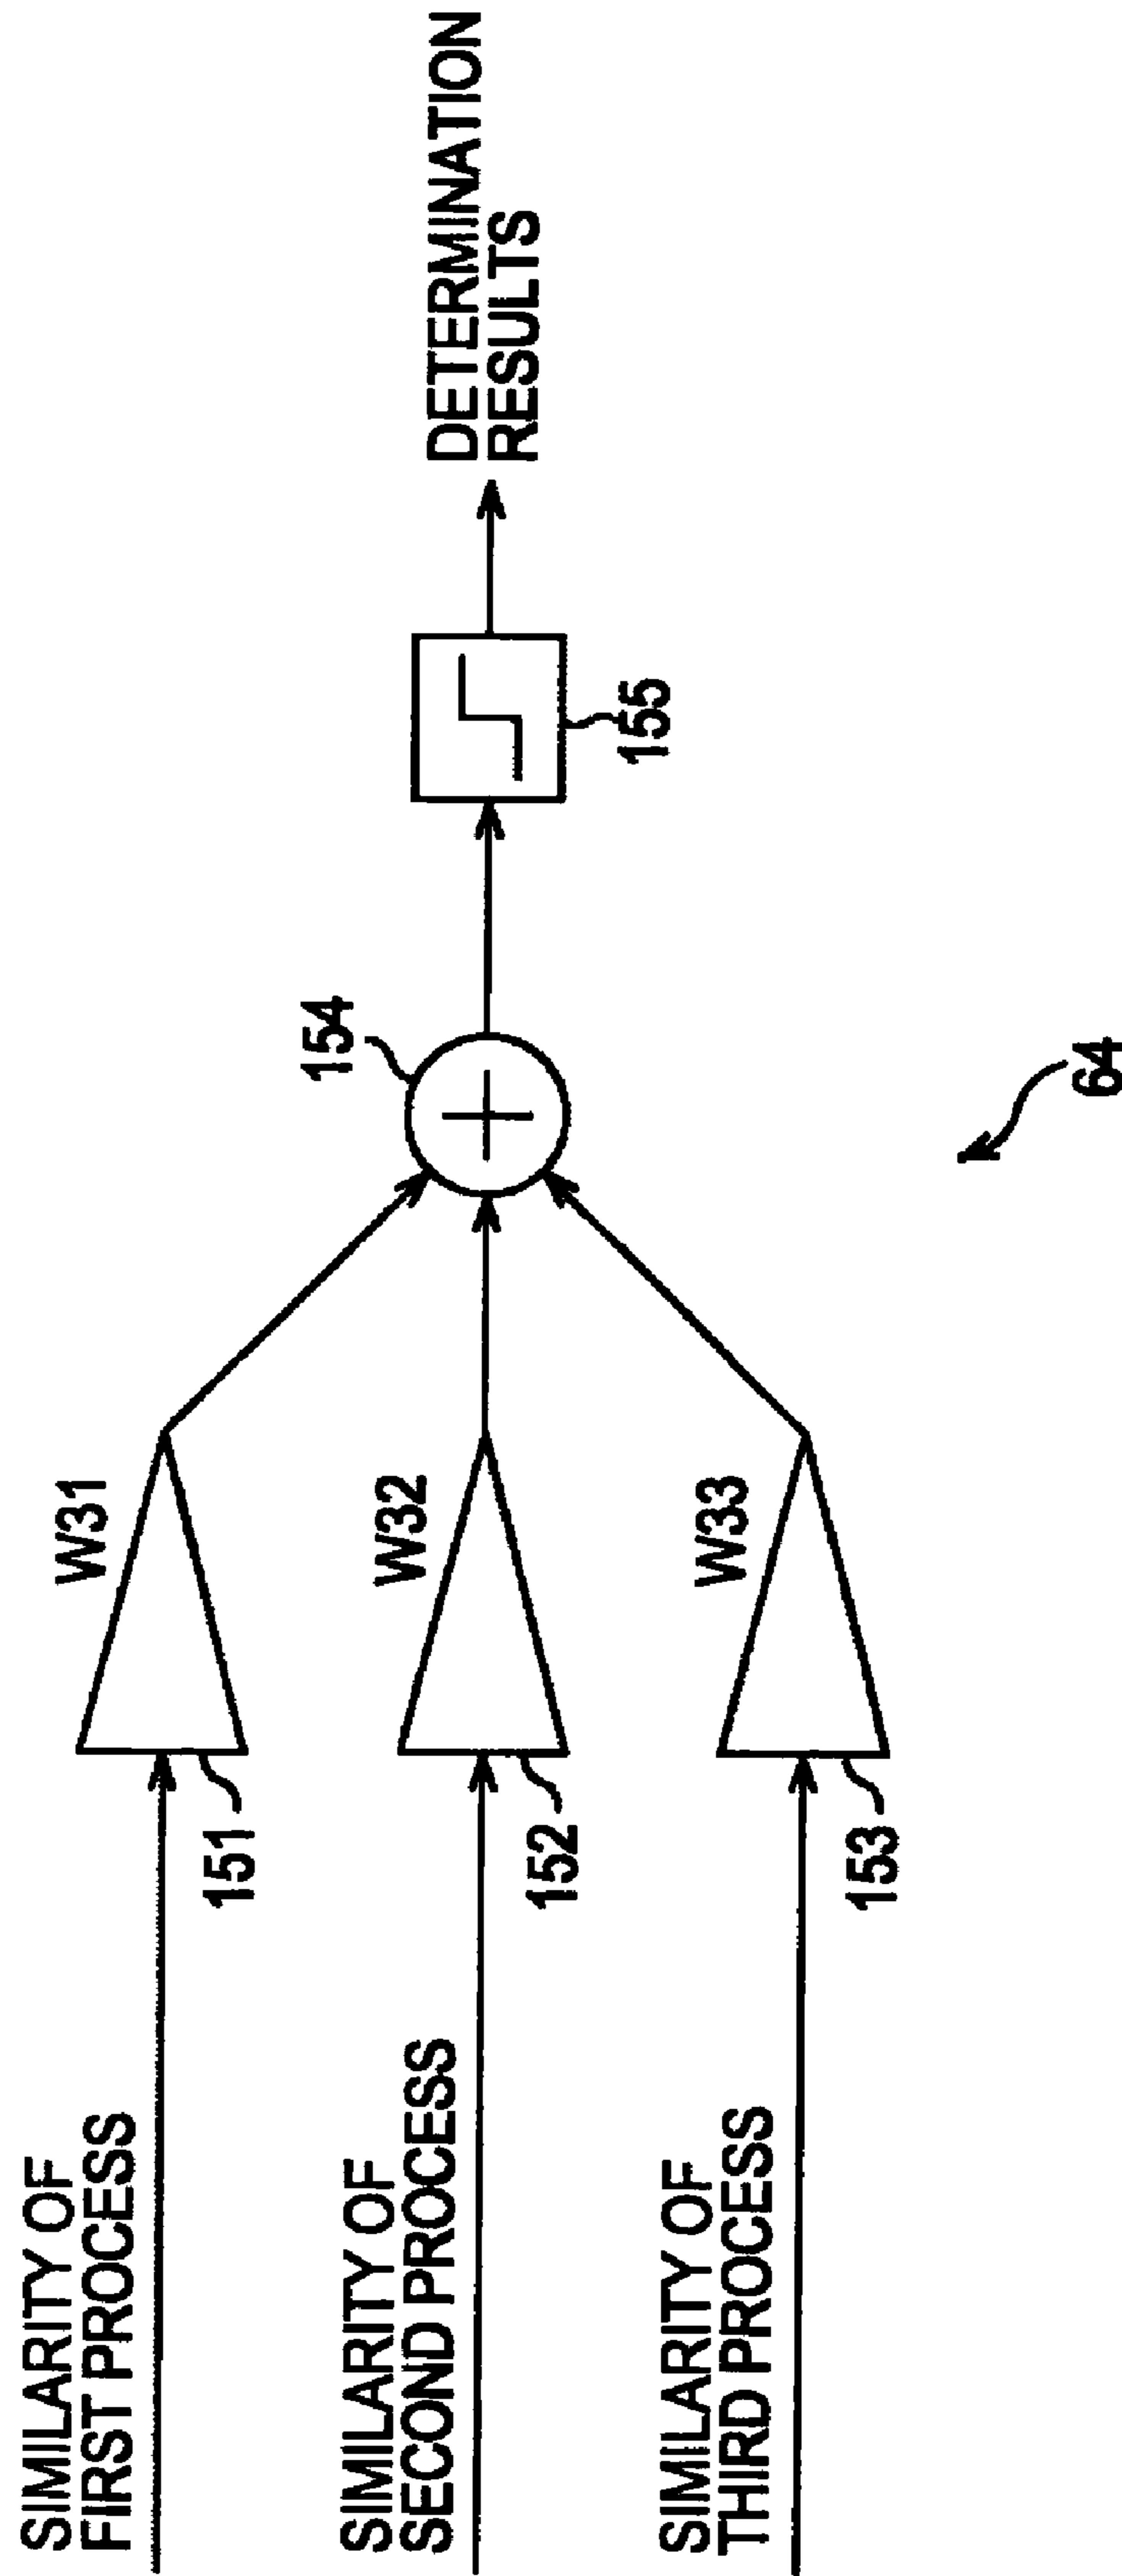 SIMILARITY OF
FIRST PROCESS
151
W31
SIMILARITY OF
SECOND PROCESS
152
W32
SIMILARITY OF
THIRD PROCESS
153
W33
154
155
DETERMINATION
RESULTS
64